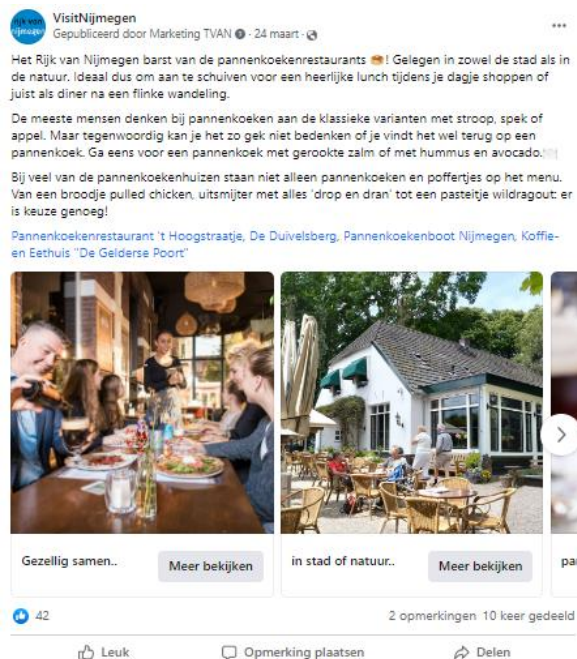 rijk van
nijmegen
VisitNijmegen
Gepubliceerd door Marketing TVAN · 24 maart ·
Het Rijk van Nijmegen barst van de pannenkoekenrestaurants 🥞! Gelegen in zowel de stad als in
de natuur. Ideaal dus om aan te schuiven voor een heerlijke lunch tijdens je dagje shoppen of
juist als diner na een flinke wandeling.
De meeste mensen denken bij pannenkoeken aan de klassieke varianten met stroop, spek of
appel. Maar tegenwoordig kan je het zo gek niet bedenken of je vindt het wel terug op een
pannenkoek. Ga eens voor een pannenkoek met gerookte zalm of met hummus en avocado.🍽
Bij veel van de pannenkoekenhuizen staan niet alleen pannenkoeken en poffertjes op het menu.
Van een broodje pulled chicken, uitsmijter met alles 'drop en dran' tot een pasteitje wildragout: er
is keuze genoeg!
Pannenkoekenrestaurant 't Hoogstraatje, De Duivelsberg, Pannenkoekenboot Nijmegen, Koffie-
en Eethuis "De Gelderse Poort"
Gezellig samen..
Meer bekijken
in stad of natuur..
Meer bekijken
pa
42
2 opmerkingen 10 keer gedeeld
Leuk
Opmerking plaatsen
Delen